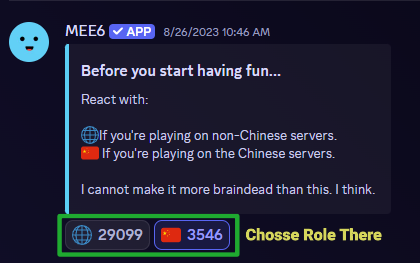 MEE6 ✓ APP 8/26/2023 10:46 AM
Before you start having fun...
React with:
🌐If you're playing on non-Chinese servers.
🇨🇳 If you're playing on the Chinese servers.
I cannot make it more braindead than this. I think.
🌐 29099 🇨🇳 3546 Chosse Role There